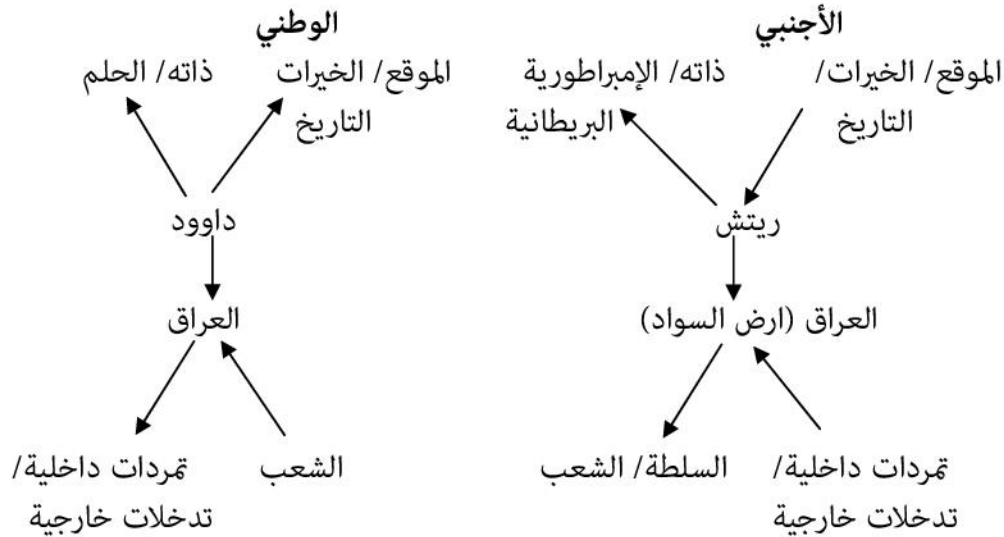 الأجنبي
الوطني
الموقع/ الخيرات/
ذاته/ الإمبراطورية
الموقع/ الخيرات
ذاته/ الحلم
التاريخ
البريطانية
التاريخ
ريتش
داوود
العراق (ارض السواد)
العراق
تمردات داخلية/
السلطة/ الشعب
الشعب
تمردات داخلية/
تدخلات خارجية
تدخلات خارجية